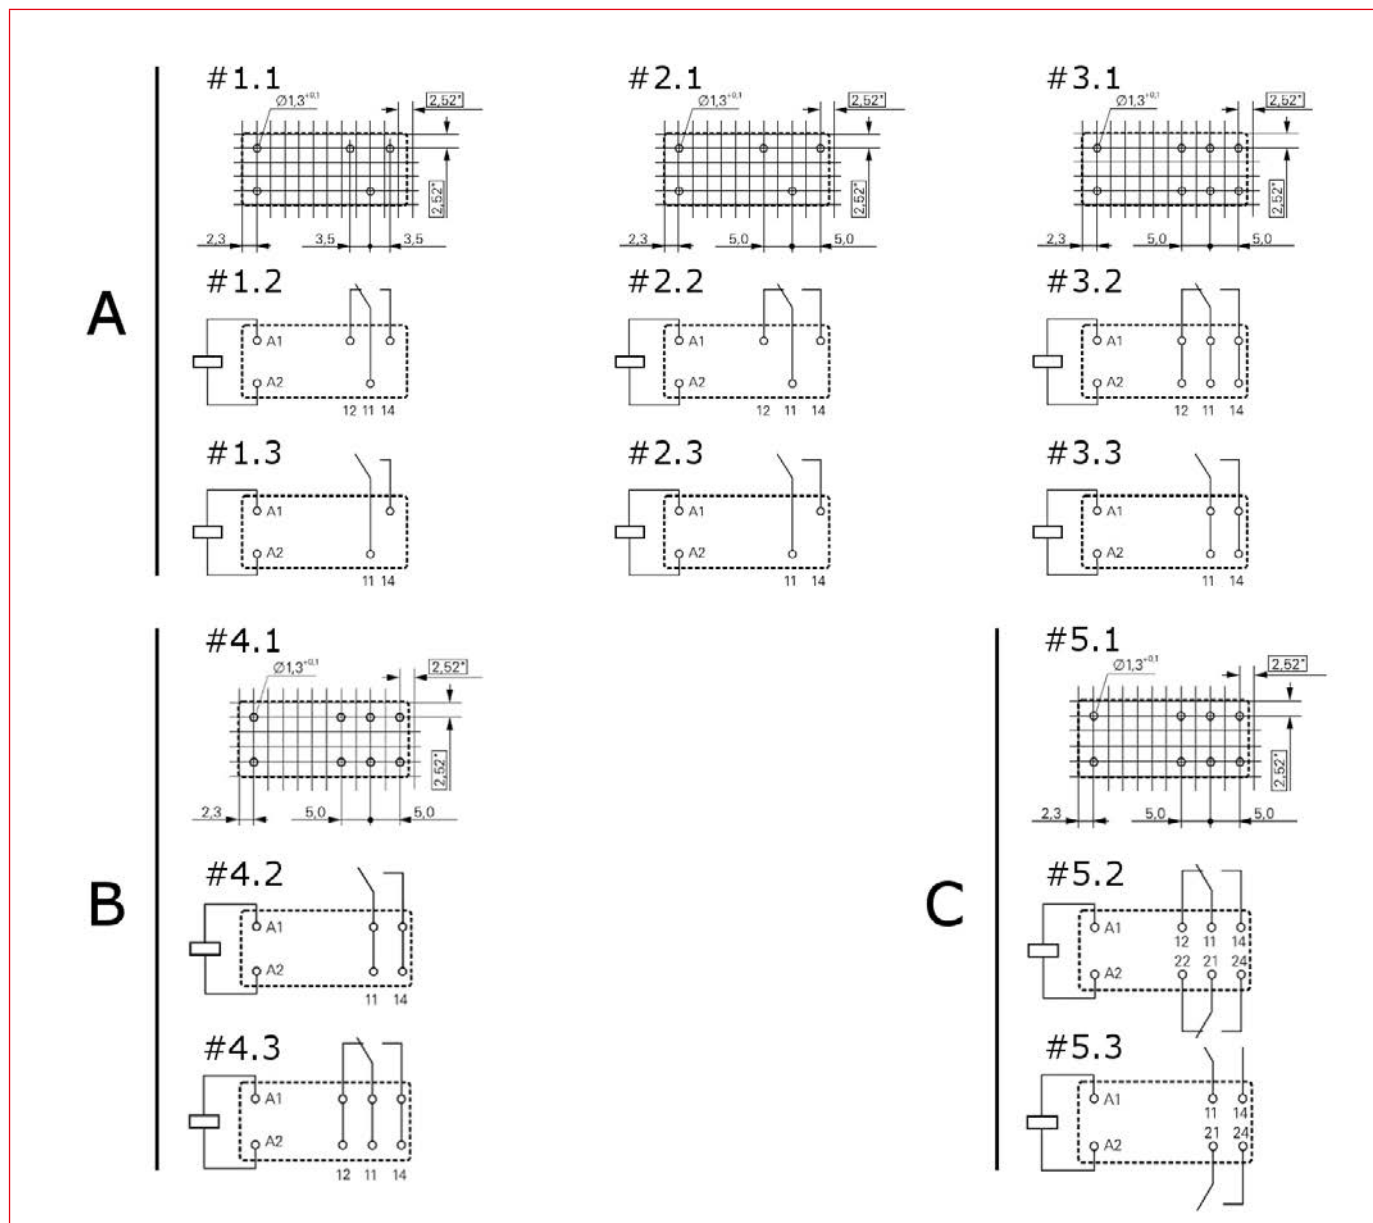 #1.1 #2.1 #3.1
Ø1,3⁺⁰·¹ 2,52* Ø1,3⁺⁰·¹ 2,52* Ø1,3⁺⁰·¹ 2,52*
2,52* 2,52* 2,52*
2,3 3,5 3,5 2,3 5,0 5,0 2,3 5,0 5,0
#1.2 #2.2 #3.2
A
A1 A1 A1
A2 A2 A2
12 11 14 12 11 14 12 11 14
#1.3 #2.3 #3.3
A1 A1 A1
A2 A2 A2
11 14 11 14 11 14
#4.1 #5.1
Ø1,3⁺⁰·¹ 2,52* Ø1,3⁺⁰·¹ 2,52*
2,52* 2,52*
2,3 5,0 5,0 2,3 5,0 5,0
#4.2 #5.2
B C
A1 A1
12 11 14
22 21 24
A2 A2
11 14
#4.3 #5.3
A1 A1
11 14
21 24
A2 A2
12 11 14